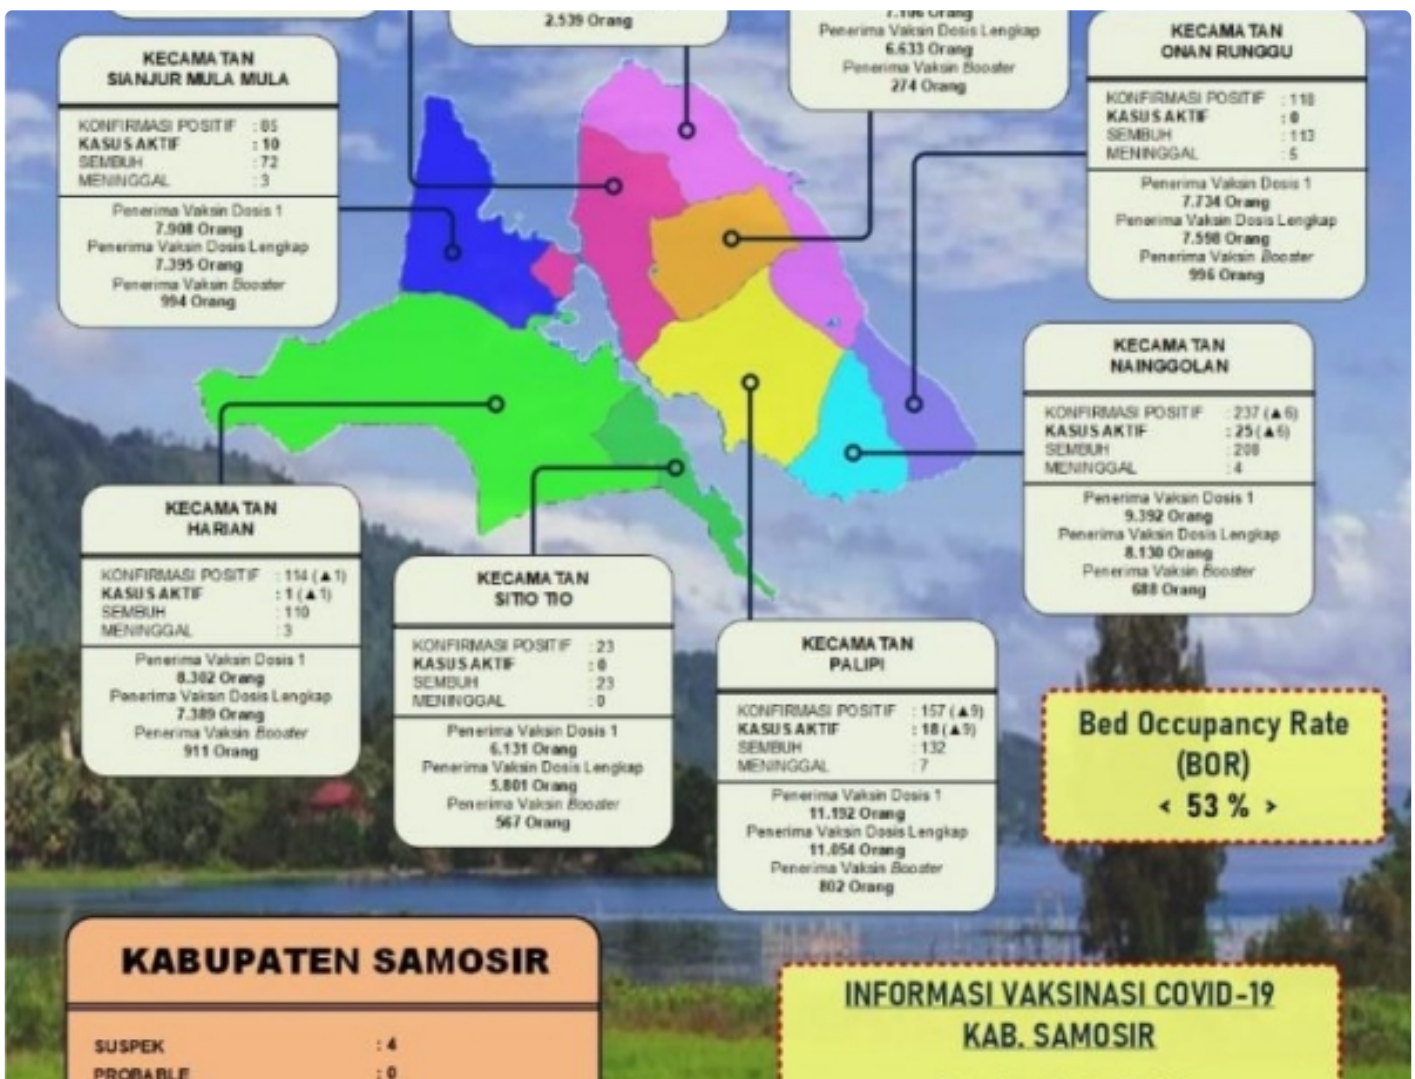 2.539 Orang
7.106 Orang
Penerima Vaksin Dosis Lengkap
6.633 Orang
Penerima Vaksin Booster
274 Orang
KECAMATAN
SIANJUR MULA MULA
KONFIRMASI POSITIF : 85
KASUS AKTIF : 10
SEMBUH : 72
MENINGGAL : 3
Penerima Vaksin Dosis 1
7.908 Orang
Penerima Vaksin Dosis Lengkap
7.395 Orang
Penerima Vaksin Booster
994 Orang
KECAMATAN
ONAN RUNGGU
KONFIRMASI POSITIF : 118
KASUS AKTIF : 0
SEMBUH : 113
MENINGGAL : 5
Penerima Vaksin Dosis 1
7.734 Orang
Penerima Vaksin Dosis Lengkap
7.598 Orang
Penerima Vaksin Booster
996 Orang
KECAMATAN
NAINGGOLAN
KONFIRMASI POSITIF : 237 (▲6)
KASUS AKTIF : 25 (▲6)
SEMBUH : 208
MENINGGAL : 4
Penerima Vaksin Dosis 1
9.392 Orang
Penerima Vaksin Dosis Lengkap
8.130 Orang
Penerima Vaksin Booster
688 Orang
KECAMATAN
HARIAN
KONFIRMASI POSITIF : 114 (▲1)
KASUS AKTIF : 1 (▲1)
SEMBUH : 110
MENINGGAL : 3
Penerima Vaksin Dosis 1
8.302 Orang
Penerima Vaksin Dosis Lengkap
7.389 Orang
Penerima Vaksin Booster
911 Orang
KECAMATAN
SITIO TIO
KONFIRMASI POSITIF : 23
KASUS AKTIF : 0
SEMBUH : 23
MENINGGAL : 0
Penerima Vaksin Dosis 1
6.131 Orang
Penerima Vaksin Dosis Lengkap
5.801 Orang
Penerima Vaksin Booster
567 Orang
KECAMATAN
PALIPI
KONFIRMASI POSITIF : 157 (▲9)
KASUS AKTIF : 18 (▲9)
SEMBUH : 132
MENINGGAL : 7
Penerima Vaksin Dosis 1
11.192 Orang
Penerima Vaksin Dosis Lengkap
11.054 Orang
Penerima Vaksin Booster
802 Orang
Bed Occupancy Rate
(BOR)
< 53 % >
KABUPATEN SAMOSIR
SUSPEK : 4
PROBABLE : 0
INFORMASI VAKSINASI COVID-19
KAB. SAMOSIR